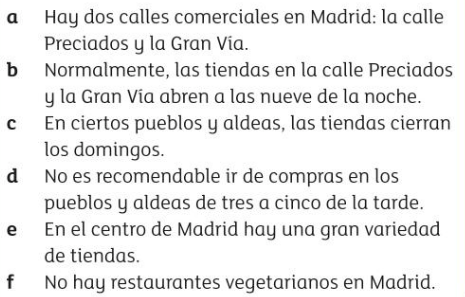 a Hay dos calles comerciales en Madrid: la calle
Preciados y la Gran Vía.
b Normalmente, las tiendas en la calle Preciados
y la Gran Vía abren a las nueve de la noche.
c En ciertos pueblos y aldeas, las tiendas cierran
los domingos.
d No es recomendable ir de compras en los
pueblos y aldeas de tres a cinco de la tarde.
e En el centro de Madrid hay una gran variedad
de tiendas.
f No hay restaurantes vegetarianos en Madrid.